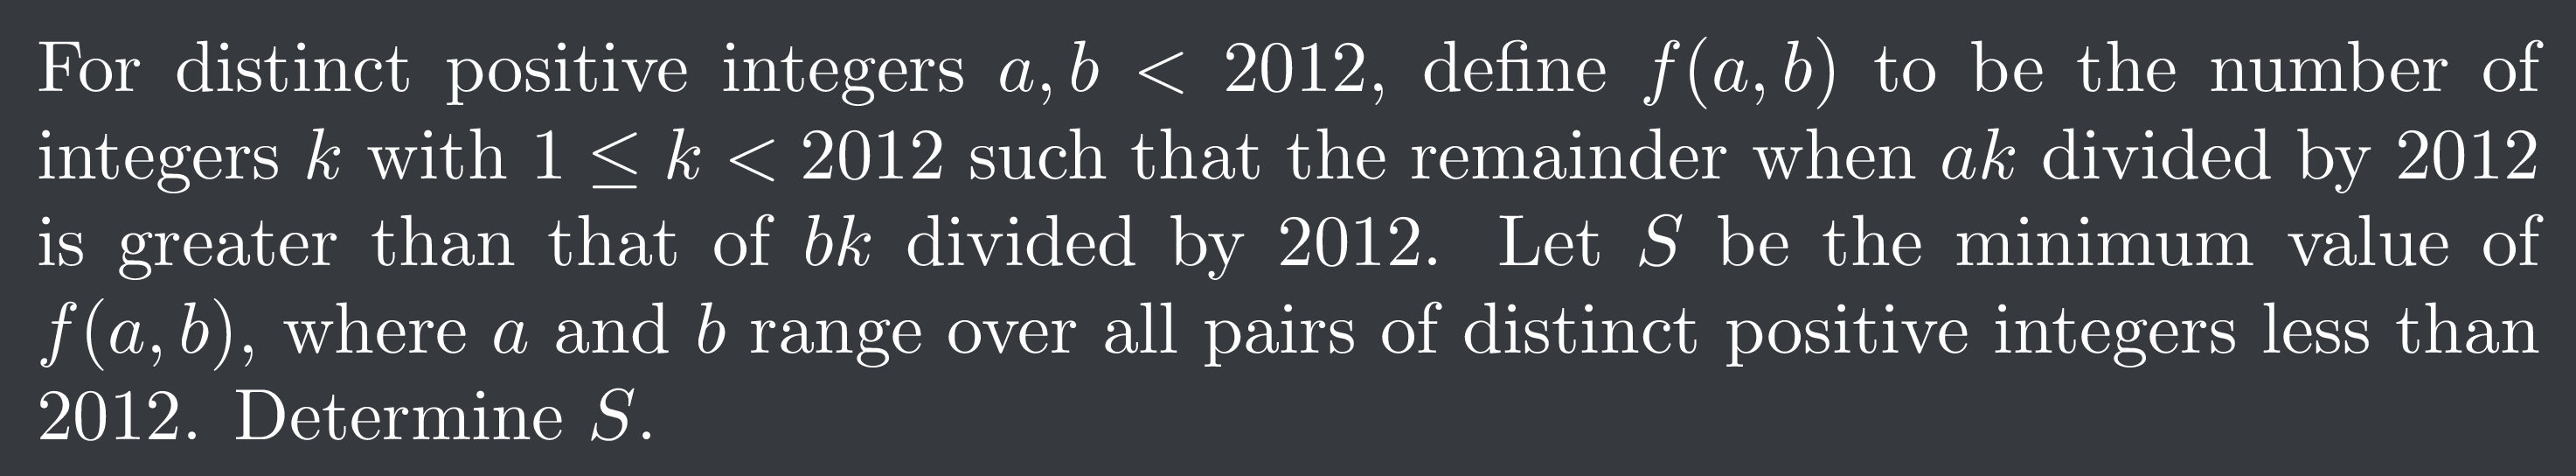 For distinct positive integers a, b < 2012, define f(a, b) to be the number of
integers k with 1 ≤ k < 2012 such that the remainder when ak divided by 2012
is greater than that of bk divided by 2012. Let S be the minimum value of
f(a, b), where a and b range over all pairs of distinct positive integers less than
2012. Determine S.